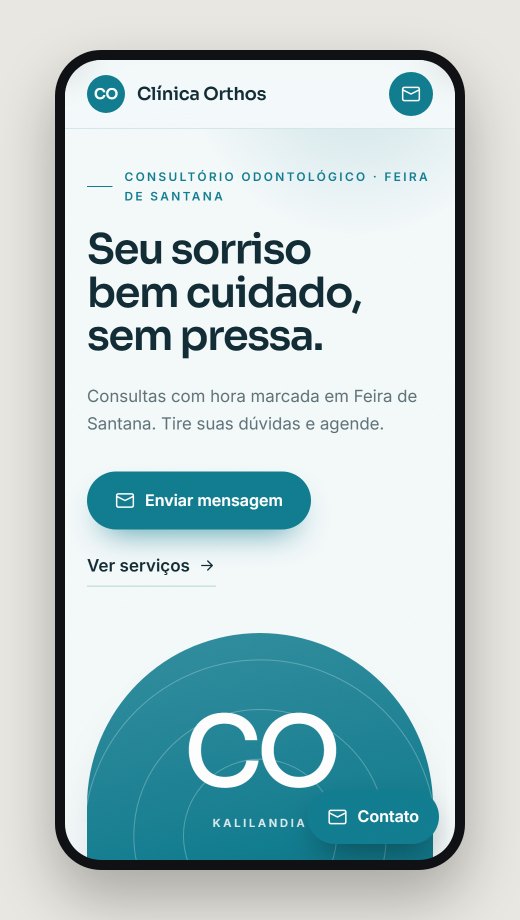 CO Clínica Orthos
CONSULTÓRIO ODONTOLÓGICO · FEIRA
DE SANTANA
Seu sorriso
bem cuidado,
sem pressa.
Consultas com hora marcada em Feira de
Santana. Tire suas dúvidas e agende.
Enviar mensagem
Ver serviços
CO
KALILANDIA
Contato